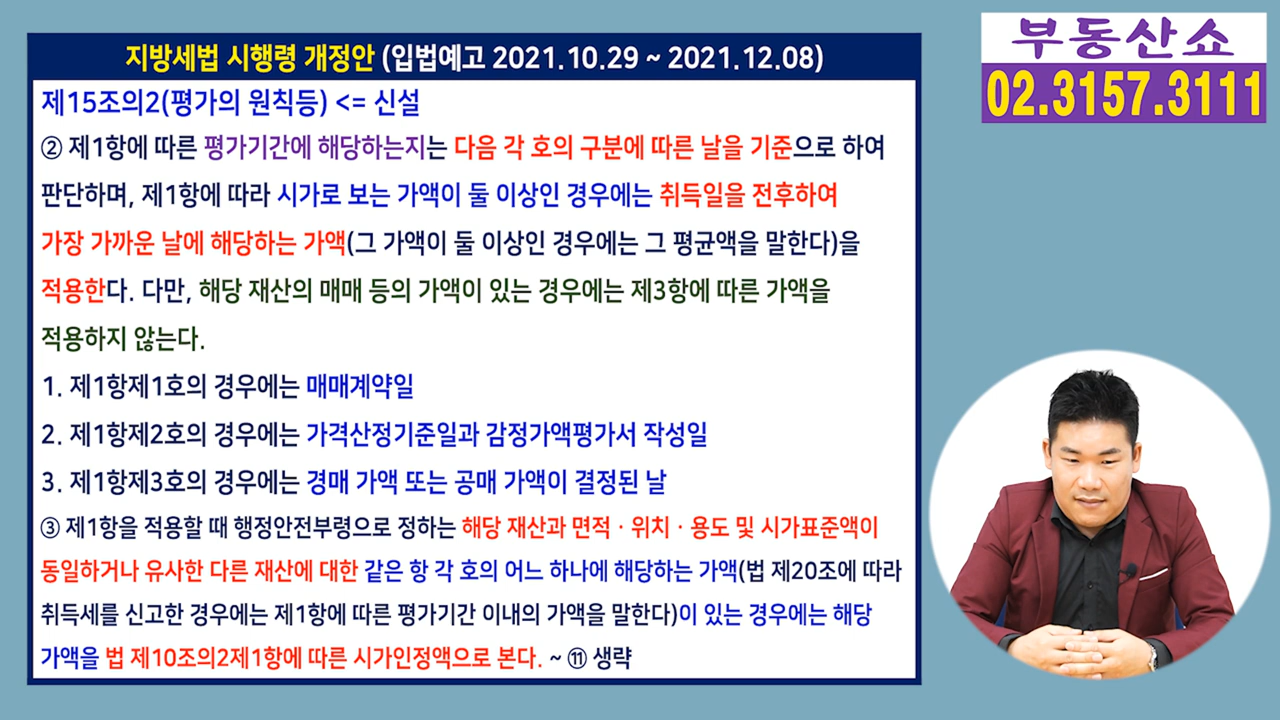 지방세법 시행령 개정안 (입법예고 2021.10.29 ~ 2021.12.08)
부동산쇼
02.3157.3111
제15조의2(평가의 원칙등) <= 신설
② 제1항에 따른 평가기간에 해당하는지는 다음 각 호의 구분에 따른 날을 기준으로 하여
판단하며, 제1항에 따라 시가로 보는 가액이 둘 이상인 경우에는 취득일을 전후하여
가장 가까운 날에 해당하는 가액(그 가액이 둘 이상인 경우에는 그 평균액을 말한다)을
적용한다. 다만, 해당 재산의 매매 등의 가액이 있는 경우에는 제3항에 따른 가액을
적용하지 않는다.
1. 제1항제1호의 경우에는 매매계약일
2. 제1항제2호의 경우에는 가격산정기준일과 감정가액평가서 작성일
3. 제1항제3호의 경우에는 경매 가액 또는 공매 가액이 결정된 날
③ 제1항을 적용할 때 행정안전부령으로 정하는 해당 재산과 면적 · 위치 · 용도 및 시가표준액이
동일하거나 유사한 다른 재산에 대한 같은 항 각 호의 어느 하나에 해당하는 가액(법 제20조에 따라
취득세를 신고한 경우에는 제1항에 따른 평가기간 이내의 가액을 말한다)이 있는 경우에는 해당
가액을 법 제10조의2제1항에 따른 시가인정액으로 본다. ~ ⑪ 생략